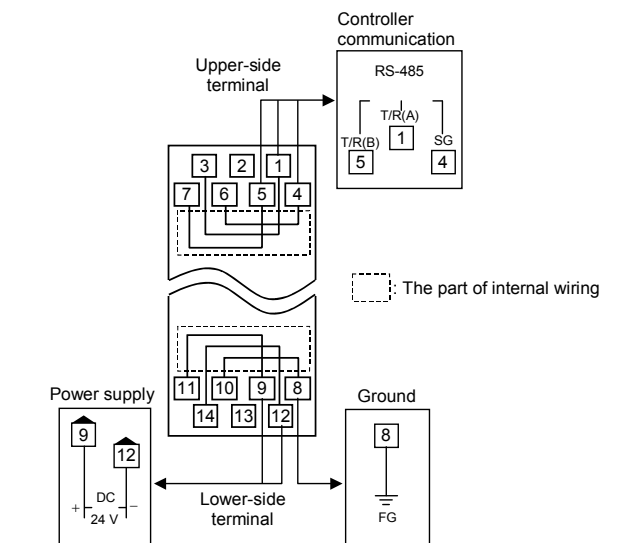 Controller
communication
Upper-side
terminal
RS-485
T/R(A)
T/R(B)
1
SG
5
4
3 2 1
7 6 5 4
: The part of internal wiring
11 10 9 8
14 13 12
Power supply
9
12
+ DC −
24 V
Lower-side
terminal
Ground
8
FG